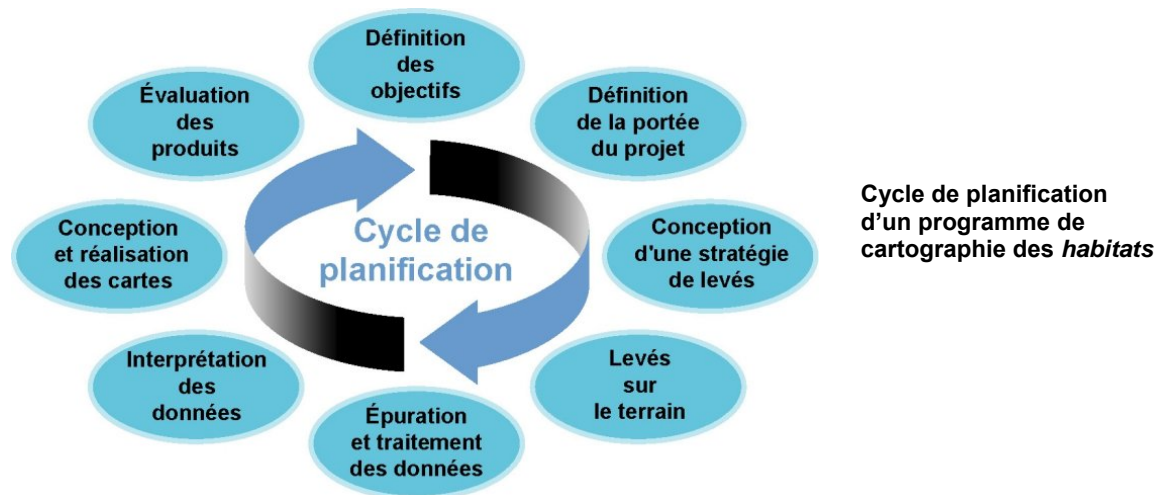 Définition
des
objectifs
Définition
de la portée
du projet
Conception
d'une stratégie
de levés
Levés
sur
le terrain
Épuration
et traitement
des données
Interprétation
des
données
Conception
et réalisation
des cartes
Évaluation
des
produits
Cycle de
planification
Cycle de planification
d’un programme de
cartographie des habitats